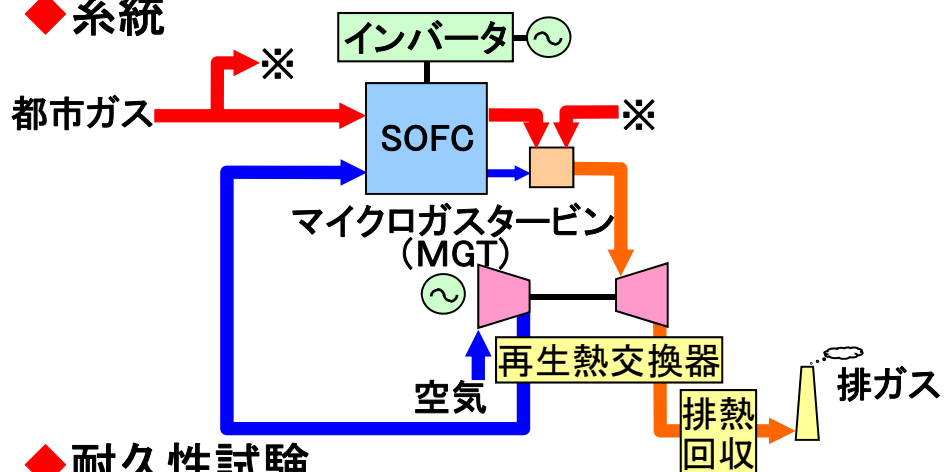 ◆系統
インバータ
※
都市ガス
※
SOFC
マイクロガスタービン
(MGT)
再生熱交換器
空気
排ガス
排熱
回収
◆耐久性試験